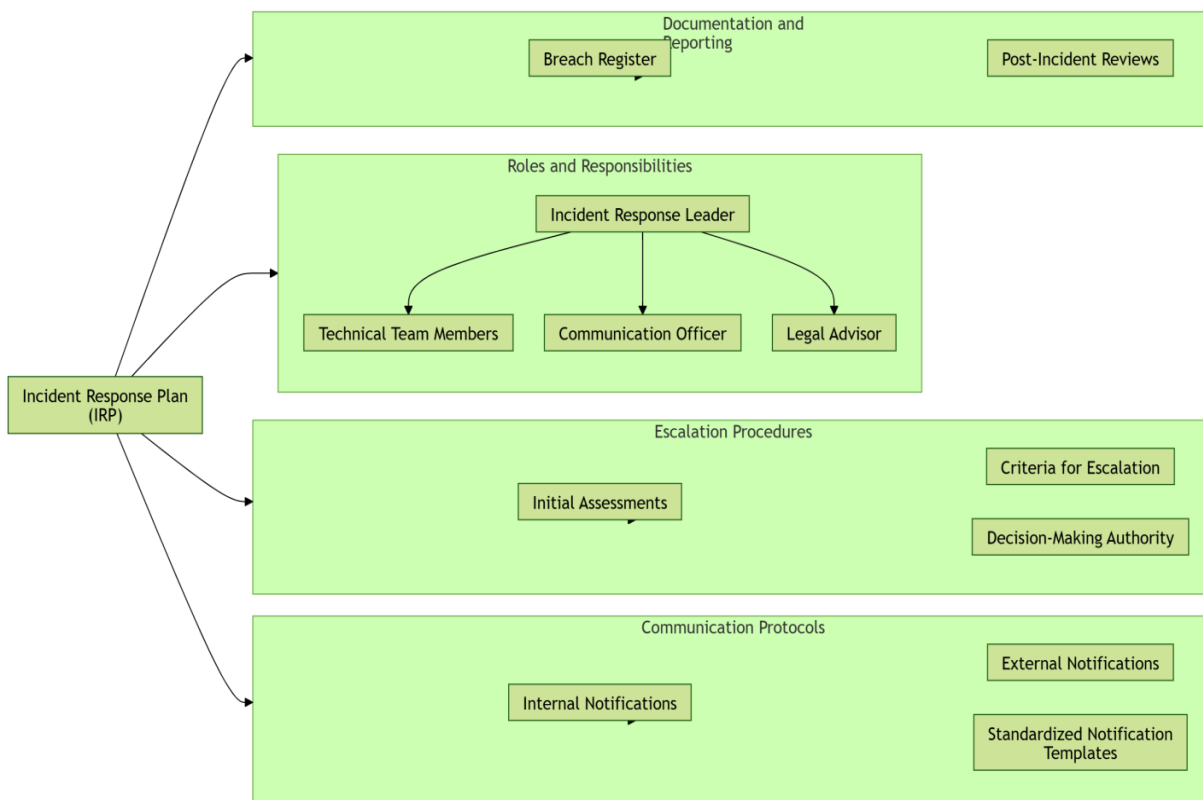 Documentation and
Reporting
Breach Register
Post-Incident Reviews
Roles and Responsibilities
Incident Response Leader
Technical Team Members
Communication Officer
Legal Advisor
Incident Response Plan
(IRP)
Escalation Procedures
Criteria for Escalation
Initial Assessments
Decision-Making Authority
Communication Protocols
External Notifications
Internal Notifications
Standardized Notification
Templates